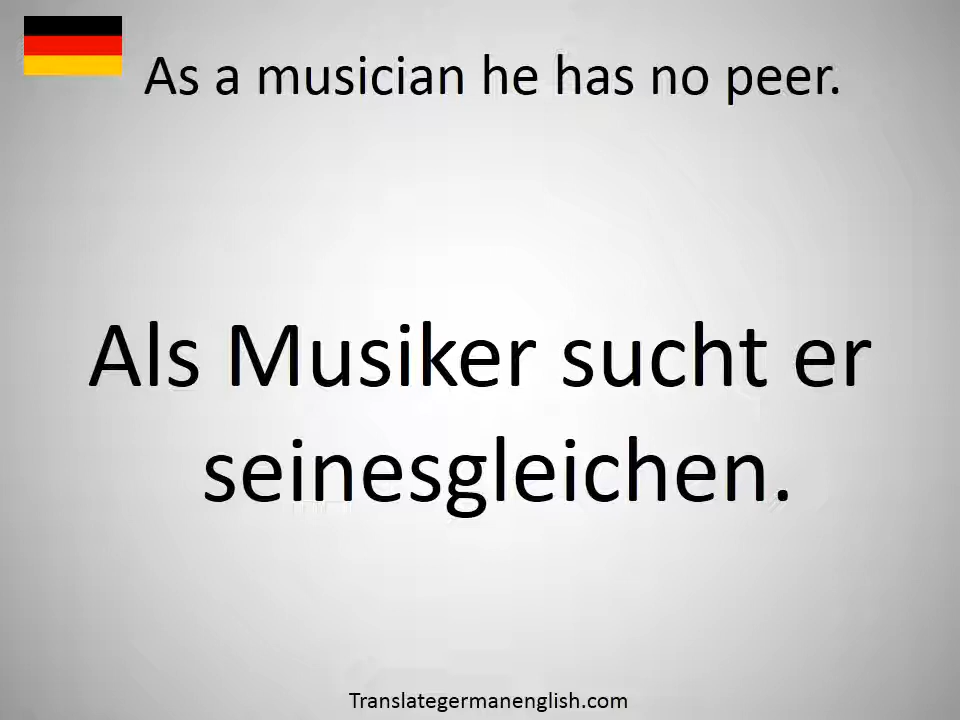 As a musician he has no peer.
Als Musiker sucht er
seinesgleichen.
Translategermanenglish.com